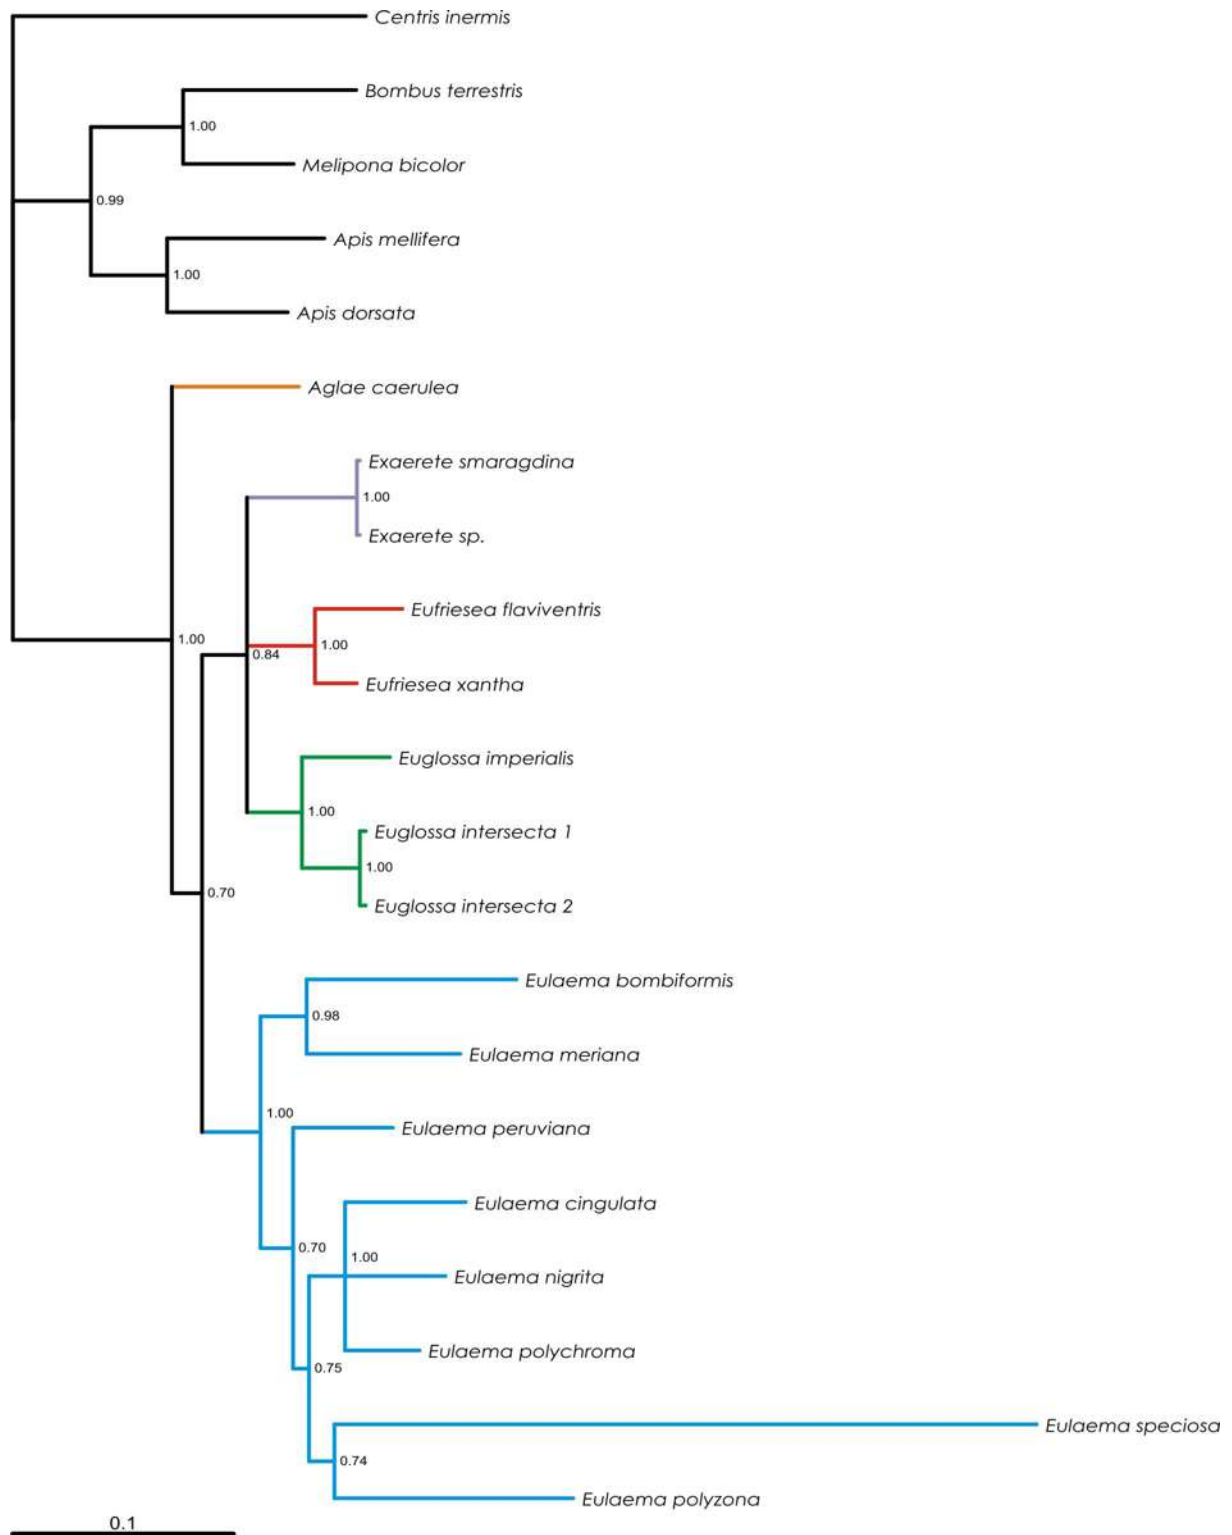 Centris inermis
Bombus terrestris
1.00
Melipona bicolor
0.99
Apis mellifera
1.00
Apis dorsata
Aglae caerulea
Exaerete smaragdina
1.00
Exaerete sp.
Eufriesea flaviventris
1.00
1.00
0.84
Eufriesea xantha
Euglossa imperialis
1.00
Euglossa intersecta 1
1.00
0.70
Euglossa intersecta 2
Eulaema bombiformis
0.98
Eulaema meriana
1.00
Eulaema peruviana
Eulaema cingulata
0.70
1.00
Eulaema nigrita
Eulaema polychroma
0.75
Eulaema speciosa
0.74
Eulaema polyzona
0.1